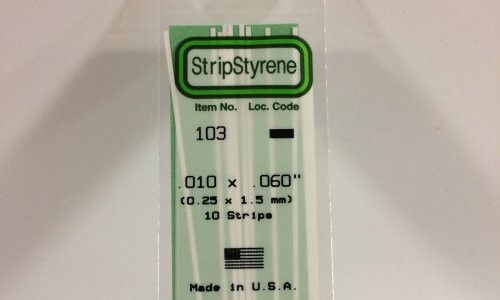 StripStyrene
Item No. Loc. Code
103
.010 x .060"
(0.25 x 1.5 mm)
10 Strips
Made in U.S.A.